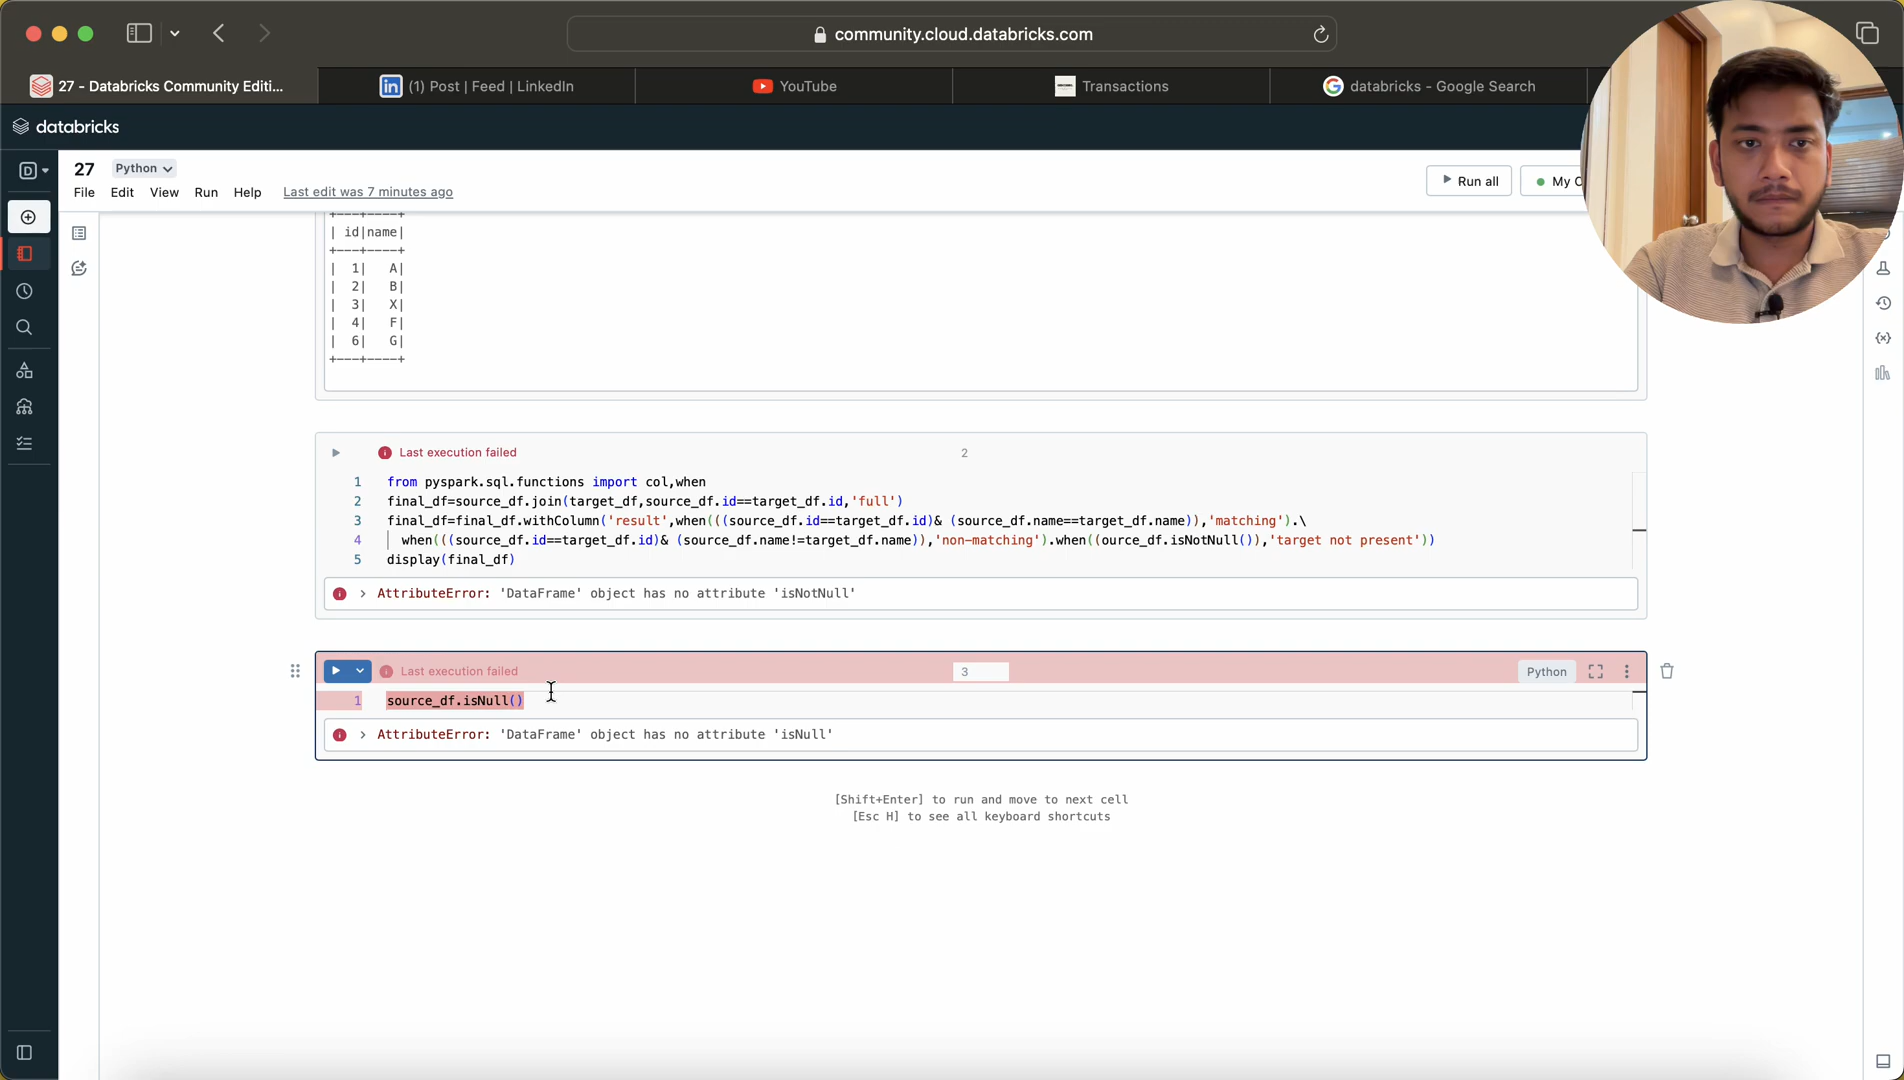 community.cloud.databricks.com
27 - Databricks Community Editi...
(1) Post | Feed | LinkedIn
YouTube
Transactions
databricks - Google Search
databricks
D
27
Python
File Edit View Run Help Last edit was 7 minutes ago
Run all
My C
+---+----+
| id|name|
+---+----+
| 1| A|
| 2| B|
| 3| X|
| 4| F|
| 6| G|
+---+----+
Last execution failed
2
1 from pyspark.sql.functions import col,when
2 final_df=source_df.join(target_df,source_df.id==target_df.id,'full')
3 final_df=final_df.withColumn('result',when(((source_df.id==target_df.id)& (source_df.name==target_df.name)),'matching').\
4 when(((source_df.id==target_df.id)& (source_df.name!=target_df.name)),'non-matching').when((ource_df.isNotNull()),'target not present'))
5 display(final_df)
AttributeError: 'DataFrame' object has no attribute 'isNotNull'
Last execution failed
3
Python
1 source_df.isNull()
AttributeError: 'DataFrame' object has no attribute 'isNull'
[Shift+Enter] to run and move to next cell
[Esc H] to see all keyboard shortcuts